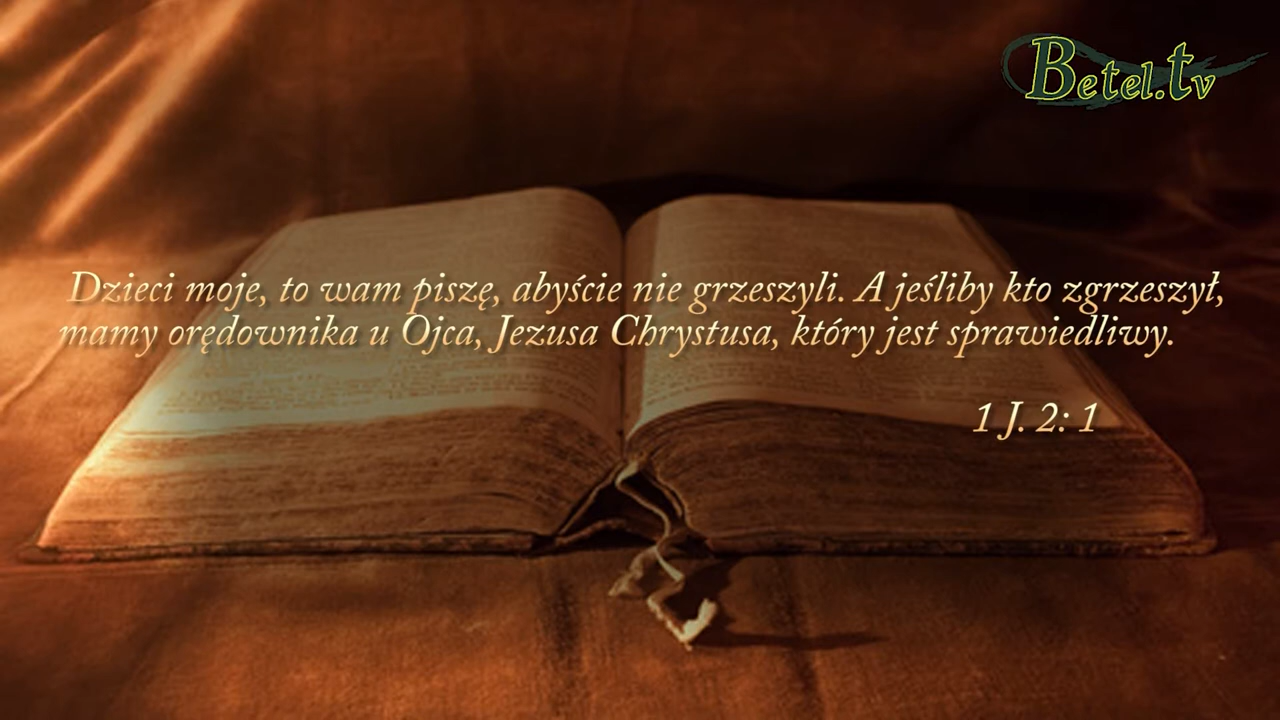 Betel.tv
Dzieci moje, to wam piszę, abyście nie grzeszyli. A jeśliby kto zgrzeszył,
mamy orędownika u Ojca, Jezusa Chrystusa, który jest sprawiedliwy.
1 J. 2: 1